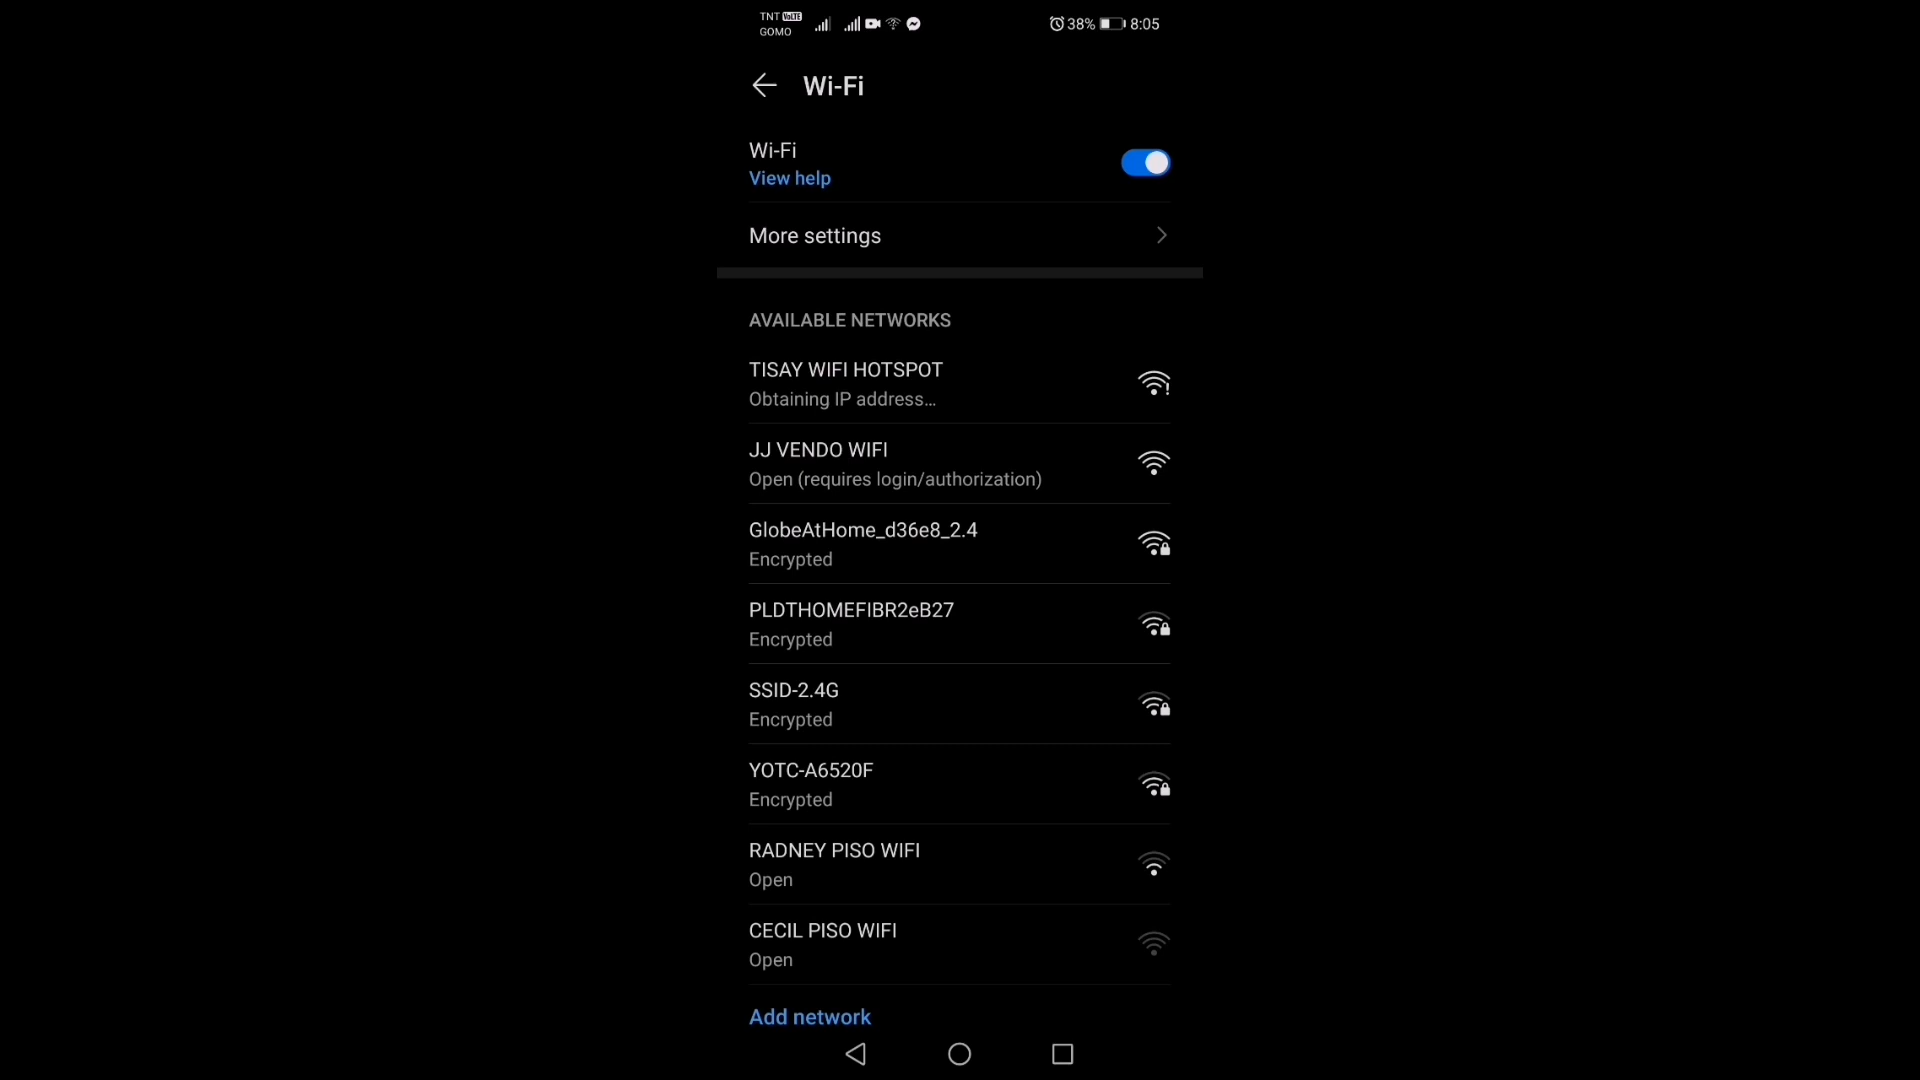 TNT VoLTE
GOMO
38% 8:05
Wi-Fi
Wi-Fi
View help
More settings
AVAILABLE NETWORKS
TISAY WIFI HOTSPOT
Obtaining IP address...
JJ VENDO WIFI
Open (requires login/authorization)
GlobeAtHome_d36e8_2.4
Encrypted
PLDTHOMEFIBR2eB27
Encrypted
SSID-2.4G
Encrypted
YOTC-A6520F
Encrypted
RADNEY PISO WIFI
Open
CECIL PISO WIFI
Open
Add network